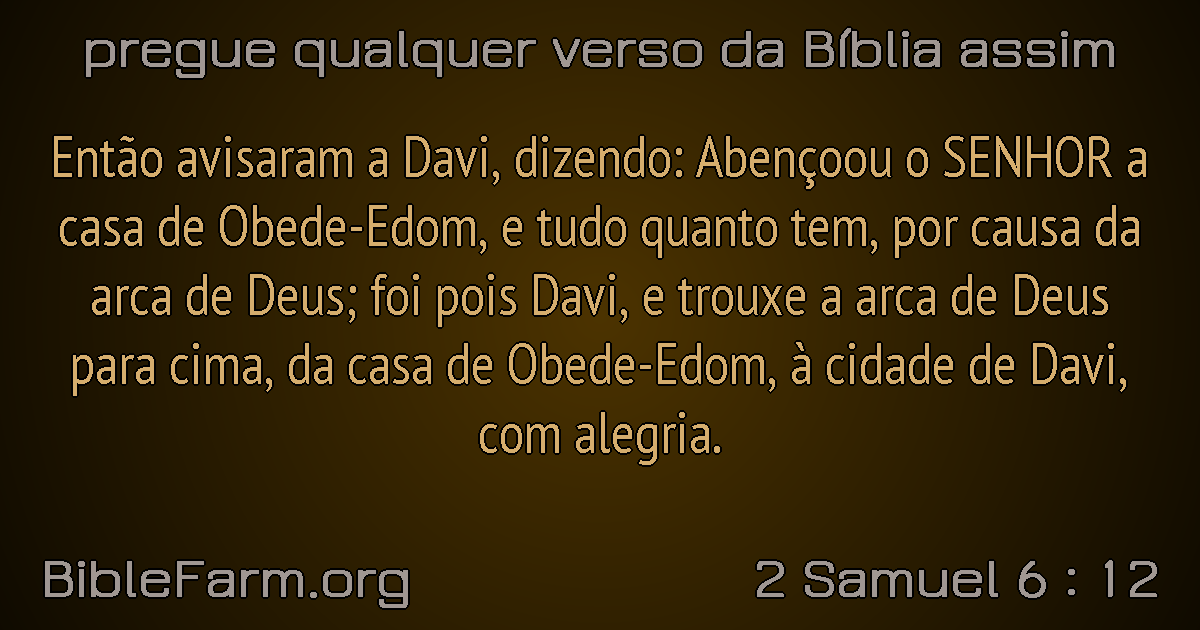 pregue qualquer verso da Bíblia assim
Então avisaram a Davi, dizendo: Abençoou o SENHOR a
casa de Obede-Edom, e tudo quanto tem, por causa da
arca de Deus; foi pois Davi, e trouxe a arca de Deus
para cima, da casa de Obede-Edom, à cidade de Davi,
com alegria.
BibleFarm.org
2 Samuel 6 : 12